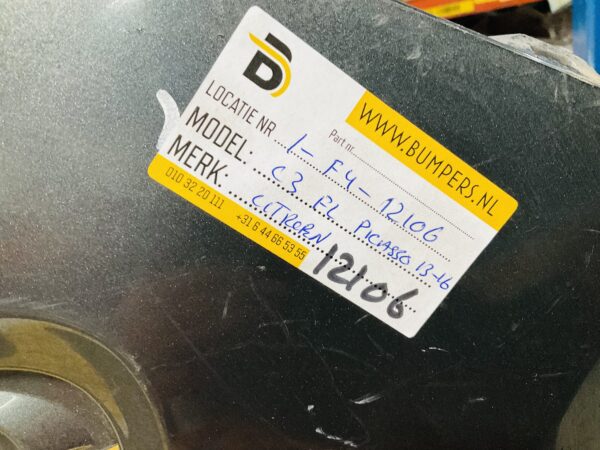 WWW.BUMPERS.NL
Part nr.
LOCATIE NR 1-F4-12106
MODEL: C3 FL PICASSO 13-16
MERK: CITROEN
12106
010 32 20 111 +31 6 44 66 53 55